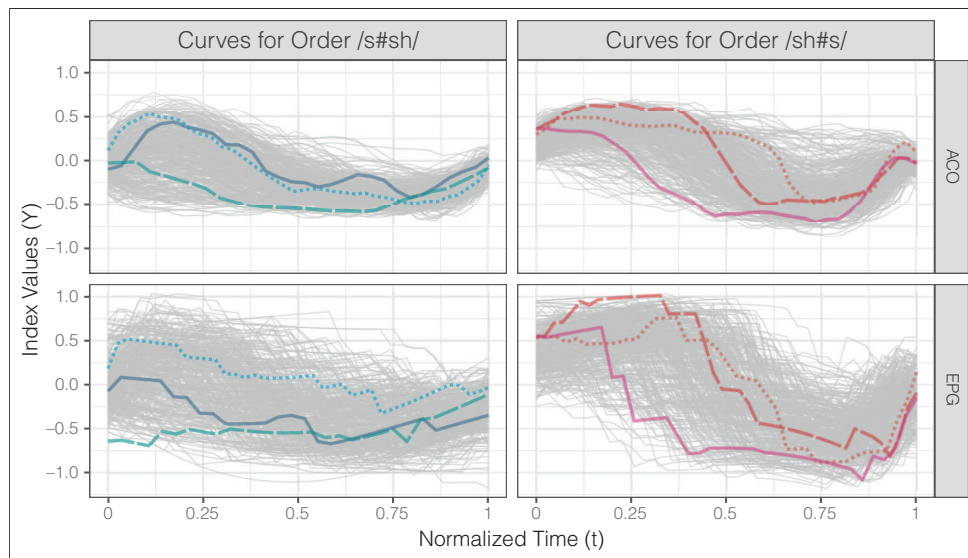 Curves for Order /s#sh/
Curves for Order /sh#s/
1.0
0.5
0.0
−0.5
−1.0
ACO
1.0
0.5
0.0
−0.5
−1.0
EPG
Index Values (Y)
0 0.25 0.5 0.75 1
0 0.25 0.5 0.75 1
Normalized Time (t)